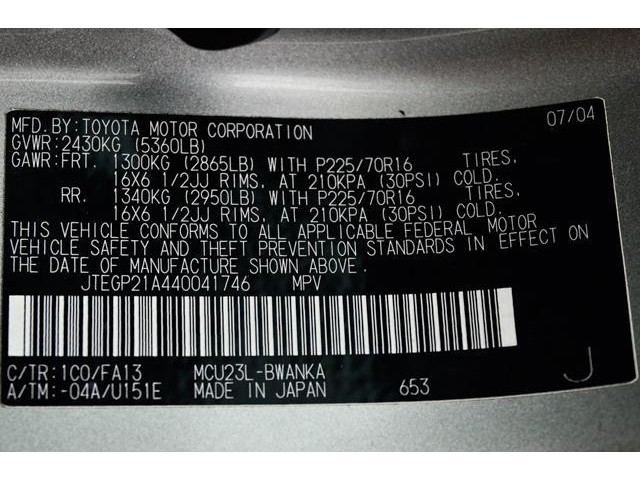 MFD.BY:TOYOTA MOTOR CORPORATION 07/04
GVWR:2430KG (5360LB)
GAWR:FRT. 1300KG (2865LB) WITH P225/70R16 TIRES.
16X6 1/2JJ RIMS. AT 210KPA (30PSI) COLD.
RR. 1340KG (2950LB) WITH P225/70R16 TIRES.
16X6 1/2JJ RIMS. AT 210KPA (30PSI) COLD.
THIS VEHICLE CONFORMS TO ALL APPLICABLE FEDERAL MOTOR
VEHICLE SAFETY AND THEFT PREVENTION STANDARDS IN EFFECT ON
THE DATE OF MANUFACTURE SHOWN ABOVE.
JTEGP21A440041746 MPV
C/TR:1C0/FA13 MCU23L-BWANKA
A/TM:-04A/U151E MADE IN JAPAN 653 J